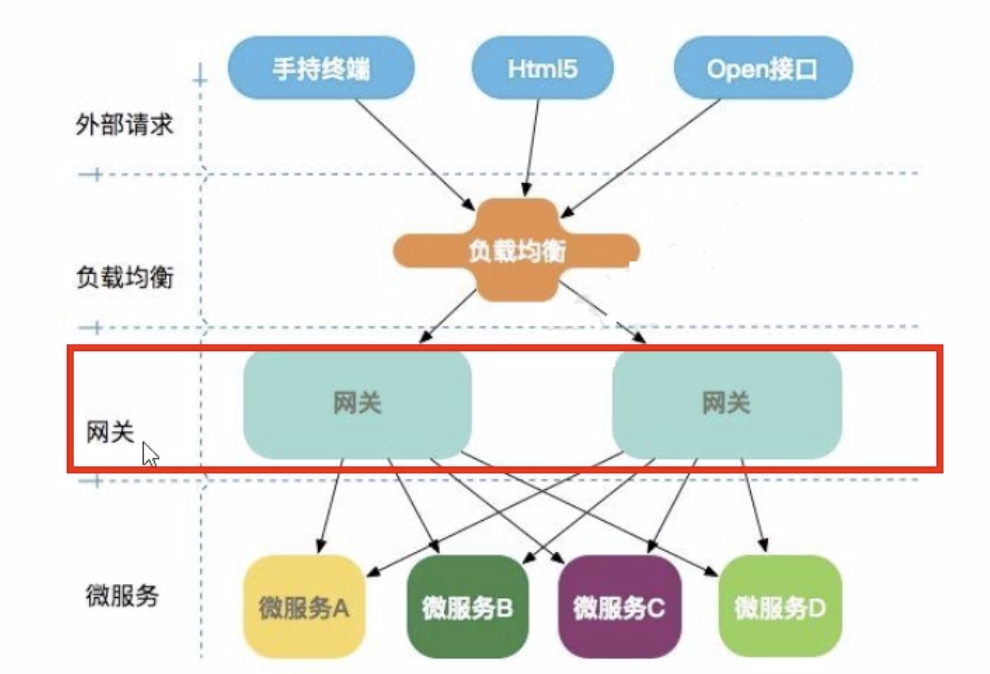 手持终端
Html5
Open接口
外部请求
负载均衡
负载均衡
网关
网关
网关
微服务
微服务A
微服务B
微服务C
微服务D